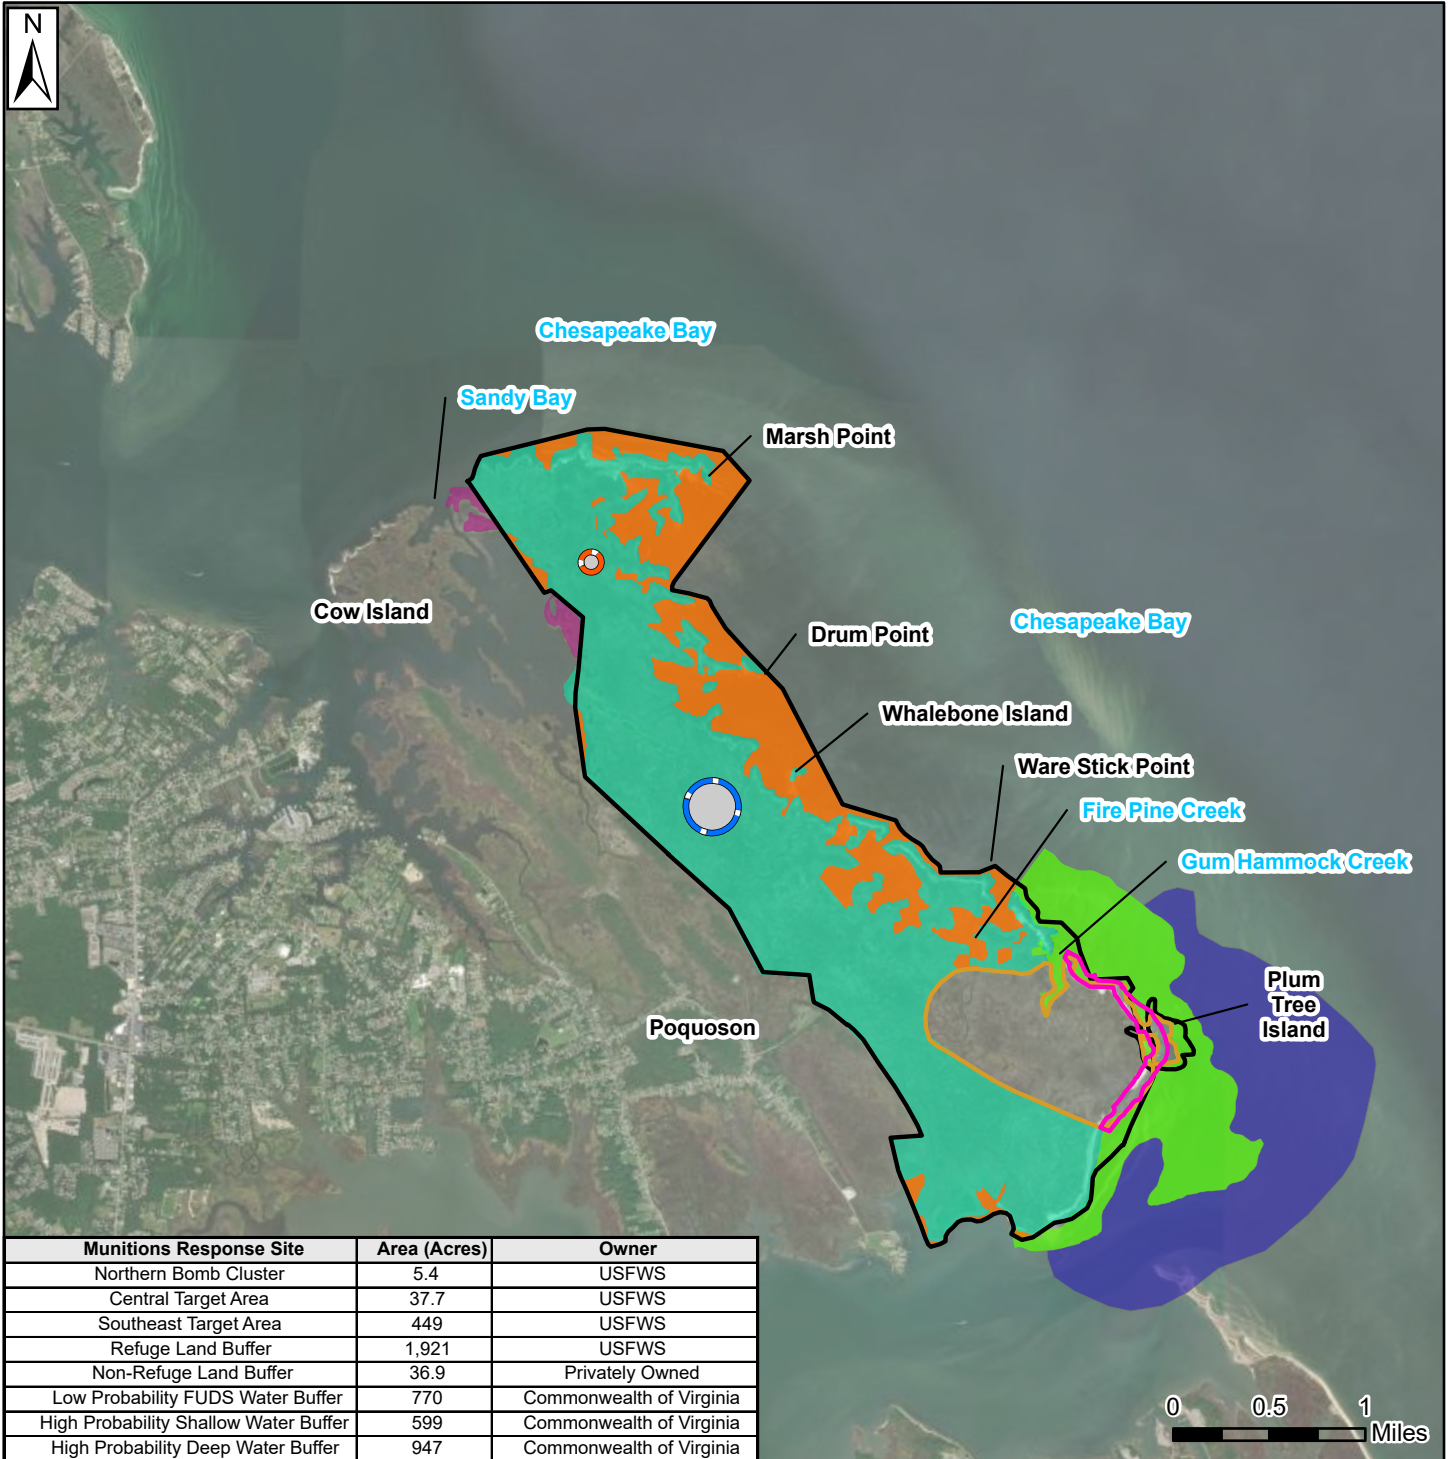 N
Chesapeake Bay
Sandy Bay
Marsh Point
Cow Island
Drum Point
Chesapeake Bay
Whalebone Island
Ware Stick Point
Fire Pine Creek
Gum Hammock Creek
Plum
Tree
Island
Poquoson
Munitions Response Site Area (Acres) Owner
Northern Bomb Cluster 5.4 USFWS
Central Target Area 37.7 USFWS
Southeast Target Area 449 USFWS
Refuge Land Buffer 1,921 USFWS
Non-Refuge Land Buffer 36.9 Privately Owned
Low Probability FUDS Water Buffer 770 Commonwealth of Virginia
High Probability Shallow Water Buffer 599 Commonwealth of Virginia
High Probability Deep Water Buffer 947 Commonwealth of Virginia
0 0.5 1
Miles